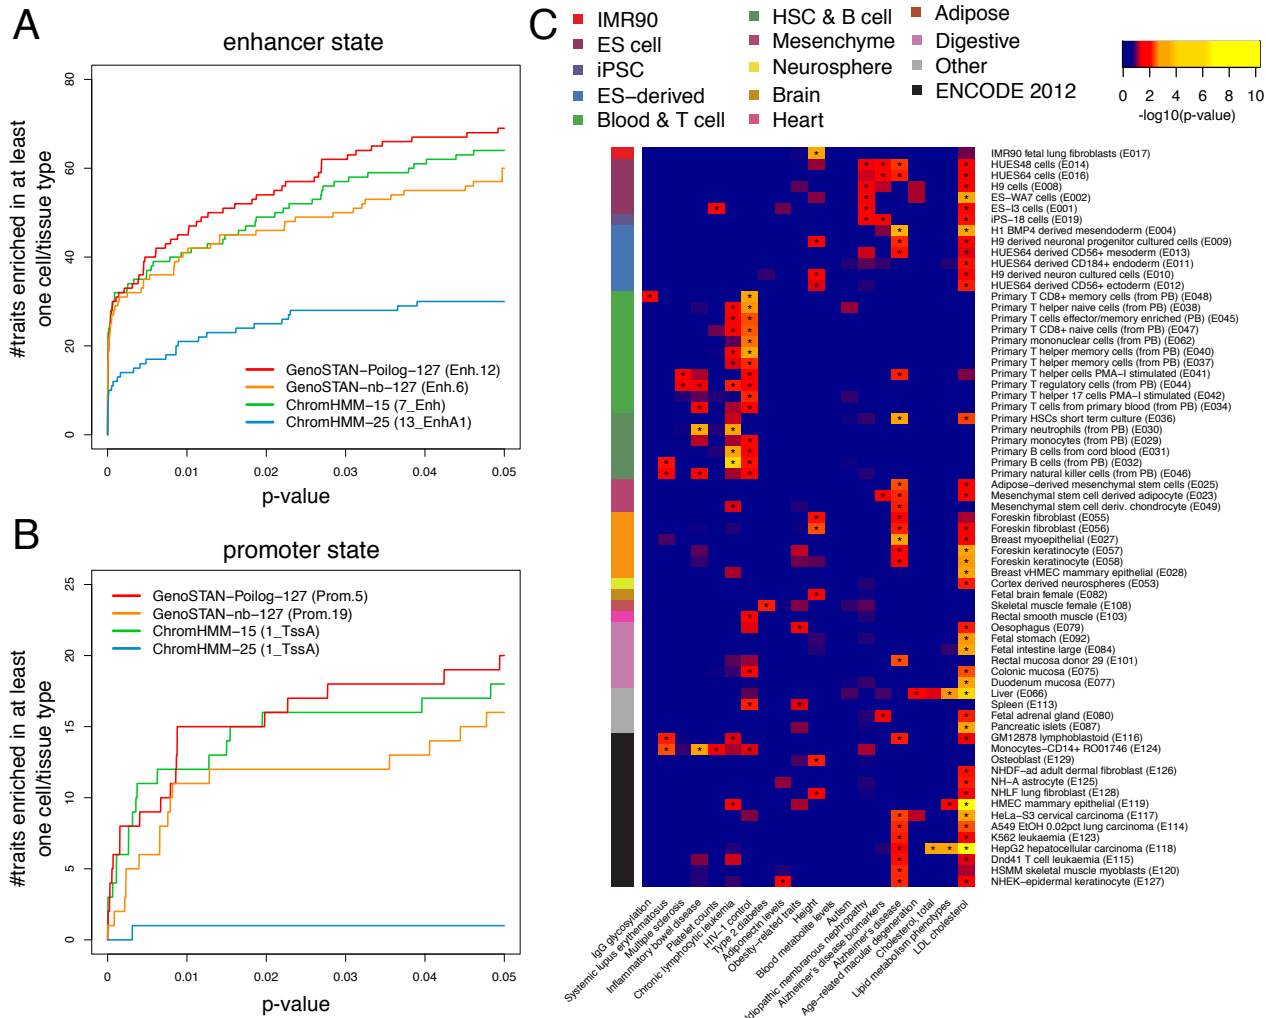 A
enhancer state
#traits enriched in at least
one cell/tissue type
80
60
40
20
0
GenoSTAN-Poilog-127 (Enh.12)
GenoSTAN-nb-127 (Enh.6)
ChromHMM-15 (7_Enh)
ChromHMM-25 (13_EnhA1)
0
0.01
0.02
0.03
0.04
0.05
p-value
B
promoter state
#traits enriched in at least
one cell/tissue type
25
20
15
10
5
0
GenoSTAN-Poilog-127 (Prom.5)
GenoSTAN-nb-127 (Prom.19)
ChromHMM-15 (1_TssA)
ChromHMM-25 (1_TssA)
0
0.01
0.02
0.03
0.04
0.05
p-value
C
IMR90
ES cell
iPSC
ES-derived
Blood & T cell
HSC & B cell
Mesenchyme
Neurosphere
Brain
Heart
Adipose
Digestive
Other
ENCODE 2012
0 2 4 6 8 10
-log10(p-value)
IMR90 fetal lung fibroblasts (E017)
HUES48 cells (E014)
HUES64 cells (E016)
H9 cells (E008)
ES-WA7 cells (E002)
ES-I3 cells (E001)
iPS-18 cells (E019)
H1 BMP4 derived mesendoderm (E004)
H9 derived neuronal progenitor cultured cells (E009)
HUES64 derived CD56+ mesoderm (E013)
HUES64 derived CD184+ endoderm (E011)
H9 derived neuron cultured cells (E010)
HUES64 derived CD56+ ectoderm (E012)
Primary T CD8+ memory cells (from PB) (E048)
Primary T helper naive cells (from PB) (E038)
Primary T cells effector/memory enriched (PB) (E045)
Primary T CD8+ naive cells (from PB) (E047)
Primary mononuclear cells (from PB) (E062)
Primary T helper memory cells (from PB) (E040)
Primary T helper memory cells (from PB) (E037)
Primary T helper cells PMA-I stimulated (E041)
Primary T regulatory cells (from PB) (E044)
Primary T helper 17 cells PMA-I stimulated (E042)
Primary T cells from primary blood (from PB) (E034)
Primary HSCs short term culture (E036)
Primary neutrophils (from PB) (E030)
Primary monocytes (from PB) (E029)
Primary B cells from cord blood (E031)
Primary B cells (from PB) (E032)
Primary natural killer cells (from PB) (E046)
Adipose-derived mesenchymal stem cells (E025)
Mesenchymal stem cell derived adipocyte (E023)
Mesenchymal stem cell deriv. chondrocyte (E049)
Foreskin fibroblast (E055)
Foreskin fibroblast (E056)
Breast myoepithelial (E027)
Foreskin keratinocyte (E057)
Foreskin keratinocyte (E058)
Breast vHMEC mammary epithelial (E028)
Cortex derived neurospheres (E053)
Fetal brain female (E082)
Skeletal muscle female (E108)
Rectal smooth muscle (E103)
Oesophagus (E079)
Fetal stomach (E092)
Fetal intestine large (E084)
Rectal mucosa donor 29 (E101)
Colonic mucosa (E075)
Duodenum mucosa (E077)
Liver (E066)
Spleen (E113)
Fetal adrenal gland (E080)
Pancreatic islets (E087)
GM12878 lymphoblastoid (E116)
Monocytes-CD14+ RO01746 (E124)
Osteoblast (E129)
NHDF-ad adult dermal fibroblast (E126)
NH-A astrocyte (E125)
NHLF lung fibroblast (E128)
HMEC mammary epithelial (E119)
HeLa-S3 cervical carcinoma (E117)
A549 EtOH 0.02pct lung carcinoma (E114)
K562 leukaemia (E123)
HepG2 hepatocellular carcinoma (E118)
Dnd41 T cell leukaemia (E115)
HSMM skeletal muscle myoblasts (E120)
NHEK-epidermal keratinocyte (E127)
IgG glycosylation
Systemic lupus erythematosus
Multiple sclerosis
Inflammatory bowel disease
Platelet counts
Chronic lymphocytic leukemia
HIV-1 control
Type 2 diabetes
Adiponectin levels
Obesity-related traits
Height
Blood metabolite levels
Autism
Idiopathic membranous nephropathy
Alzheimer's disease biomarkers
Alzheimer's disease
Age-related macular degeneration
Cholesterol, total
Lipid metabolism phenotypes
LDL cholesterol